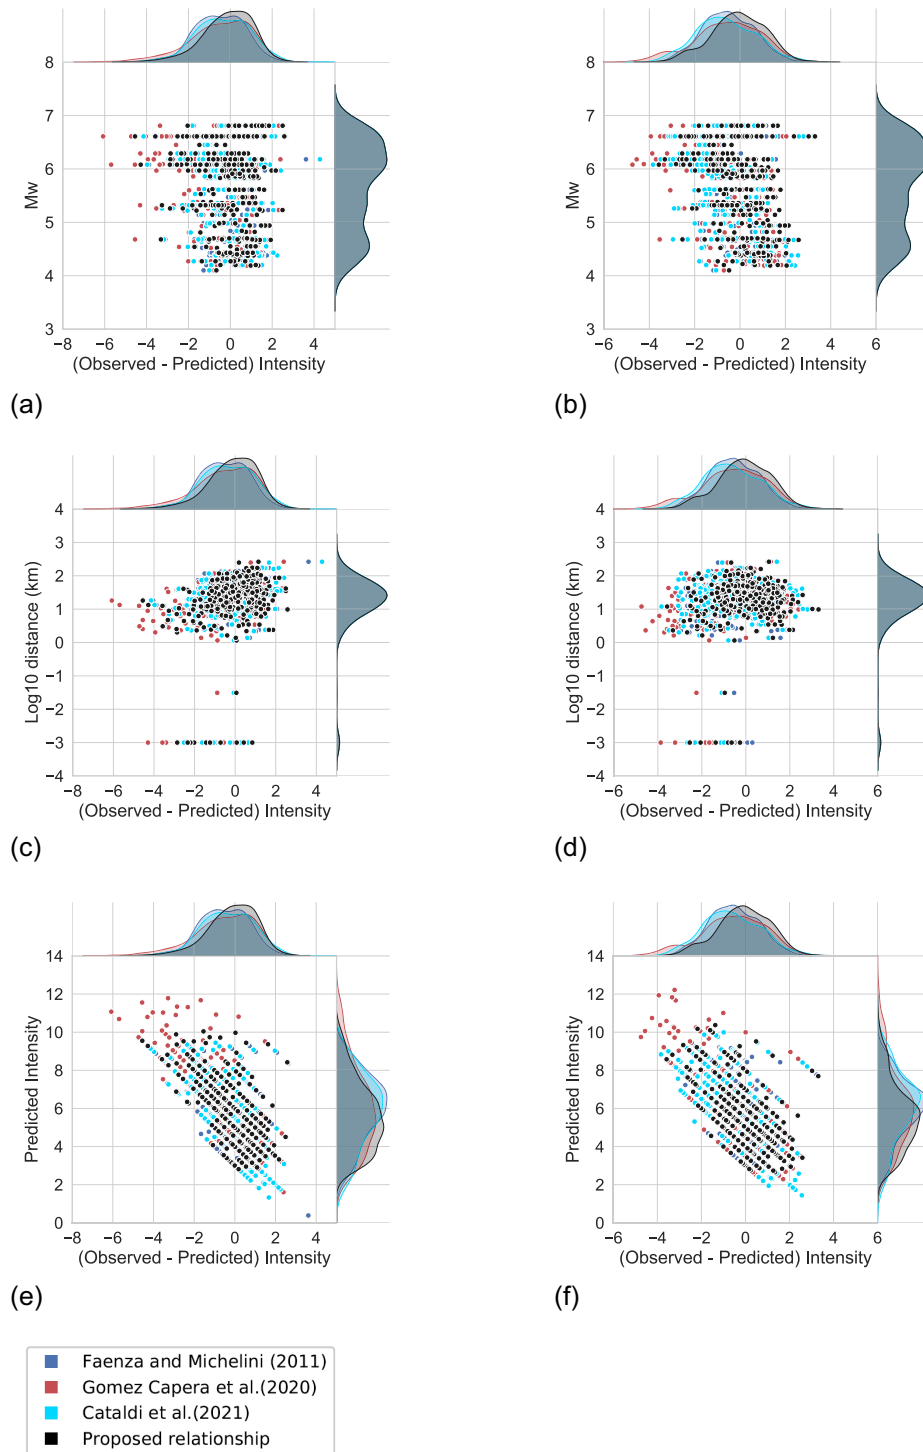 8
7
6
5
4
3
Mw
−8 −6 −4 −2 0 2 4
(Observed - Predicted) Intensity
(a)
8
7
6
5
4
3
Mw
−6 −4 −2 0 2 4 6
(Observed - Predicted) Intensity
(b)
4
3
2
1
0
−1
−2
−3
−4
Log10 distance (km)
−8 −6 −4 −2 0 2 4
(Observed - Predicted) Intensity
(c)
4
3
2
1
0
−1
−2
−3
−4
Log10 distance (km)
−6 −4 −2 0 2 4 6
(Observed - Predicted) Intensity
(d)
14
12
10
8
6
4
2
0
Predicted Intensity
−8 −6 −4 −2 0 2 4
(Observed - Predicted) Intensity
(e)
14
12
10
8
6
4
2
0
Predicted Intensity
−6 −4 −2 0 2 4 6
(Observed - Predicted) Intensity
(f)
Faenza and Michelini (2011)
Gomez Capera et al.(2020)
Cataldi et al.(2021)
Proposed relationship